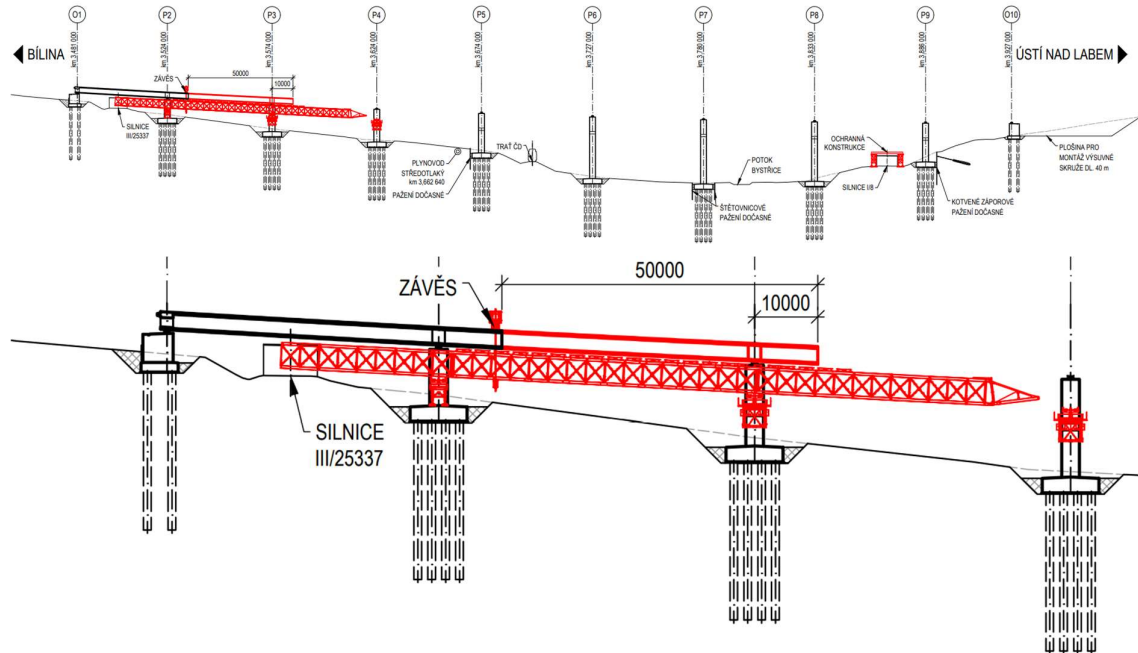 O1 P2 P3 P4 P5 P6 P7 P8 P9 O10
km 3,481 000
km 3,524 000
km 3,574 000
km 3,624 000
km 3,674 000
km 3,727 000
km 3,780 000
km 3,833 000
km 3,886 000
km 3,927 000
BÍLINA
ÚSTÍ NAD LABEM
ZÁVĚS
50000
10000
SILNICE
III/25337
PLYNOVOD
STŘEDOTLAKÝ
km 3,662 640
PAŽENÍ DOČASNÉ
TRAŤ ČD
ŠTĚTOVNICOVÉ
PAŽENÍ DOČASNÉ
POTOK
BYSTŘICE
OCHRANNÁ
KONSTRUKCE
SILNICE I/8
KOTVENÉ ZÁPOROVÉ
PAŽENÍ DOČASNÉ
PLOŠINA PRO
MONTÁŽ VÝSUVNÉ
SKRUŽE DL. 40 m
ZÁVĚS
50000
10000
SILNICE
III/25337